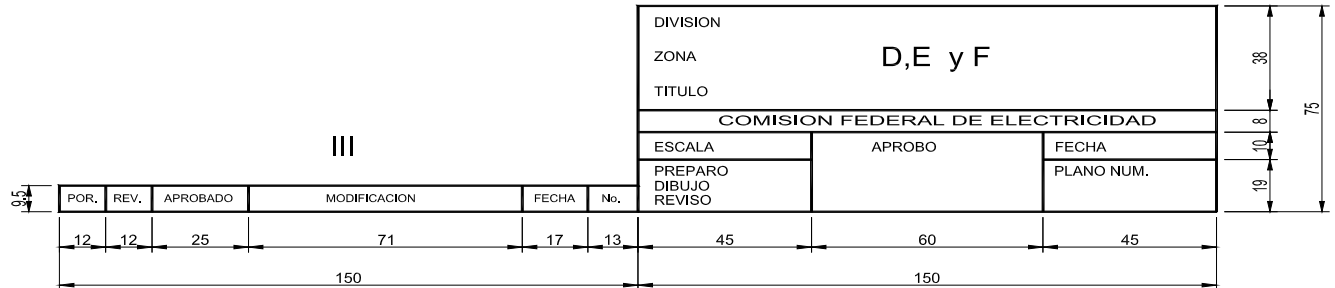 DIVISION
ZONA
D,E y F
TITULO
38
75
COMISION FEDERAL DE ELECTRICIDAD
8
III
ESCALA
APROBO
FECHA
10
PREPARO
DIBUJO
REVISO
PLANO NUM.
19
9.5
POR. REV. APROBADO MODIFICACION FECHA No.
12 12 25 71 17 13 45 60 45
150 150